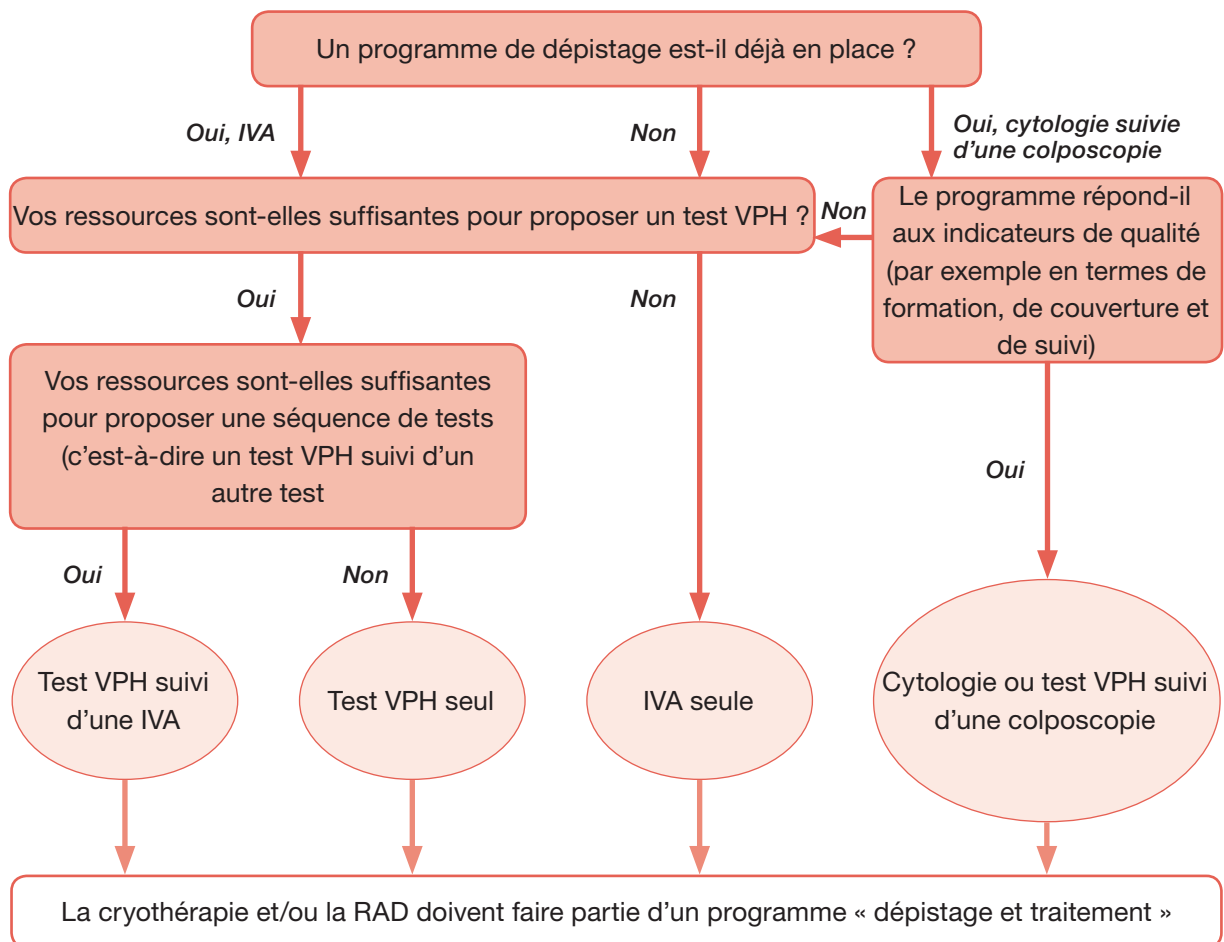 Un programme de dépistage est-il déjà en place ?
Oui, IVA
Non
Oui, cytologie suivie
d’une colposcopie
Vos ressources sont-elles suffisantes pour proposer un test VPH ?
Non
Le programme répond-il
aux indicateurs de qualité
(par exemple en termes de
formation, de couverture et
de suivi)
Oui
Non
Vos ressources sont-elles suffisantes
pour proposer une séquence de tests
(c’est-à-dire un test VPH suivi d’un
autre test
Oui
Oui
Non
Test VPH suivi
d’une IVA
Test VPH seul
IVA seule
Cytologie ou test VPH suivi
d’une colposcopie
La cryothérapie et/ou la RAD doivent faire partie d’un programme « dépistage et traitement »